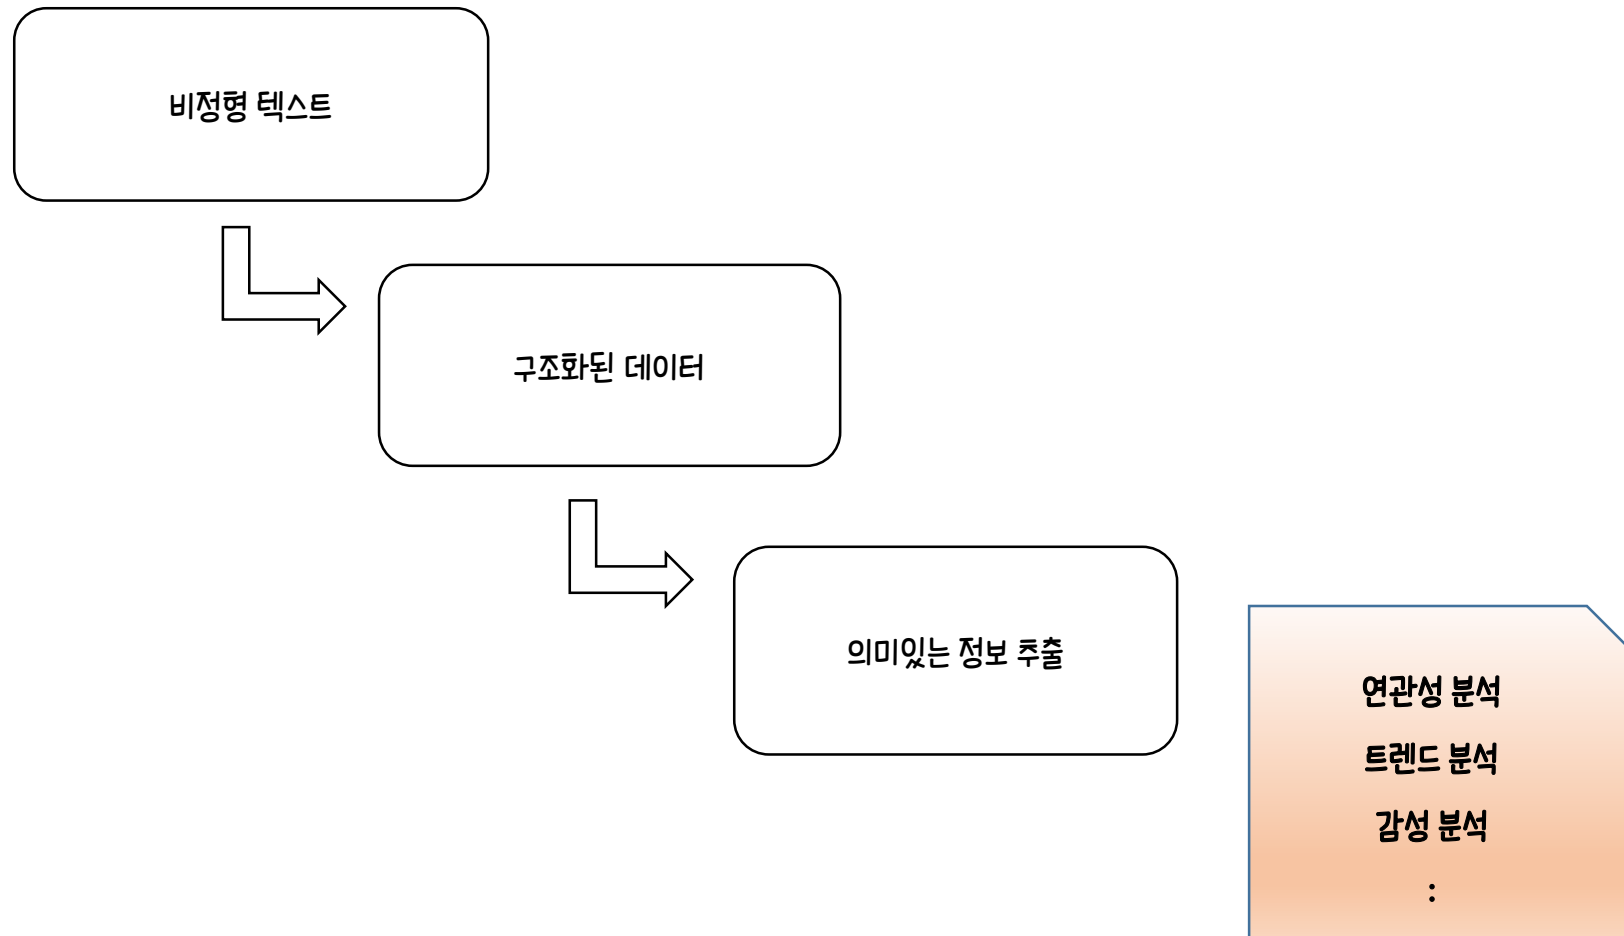 비정형 텍스트
구조화된 데이터
의미있는 정보 추출
연관성 분석
트렌드 분석
감성 분석
: